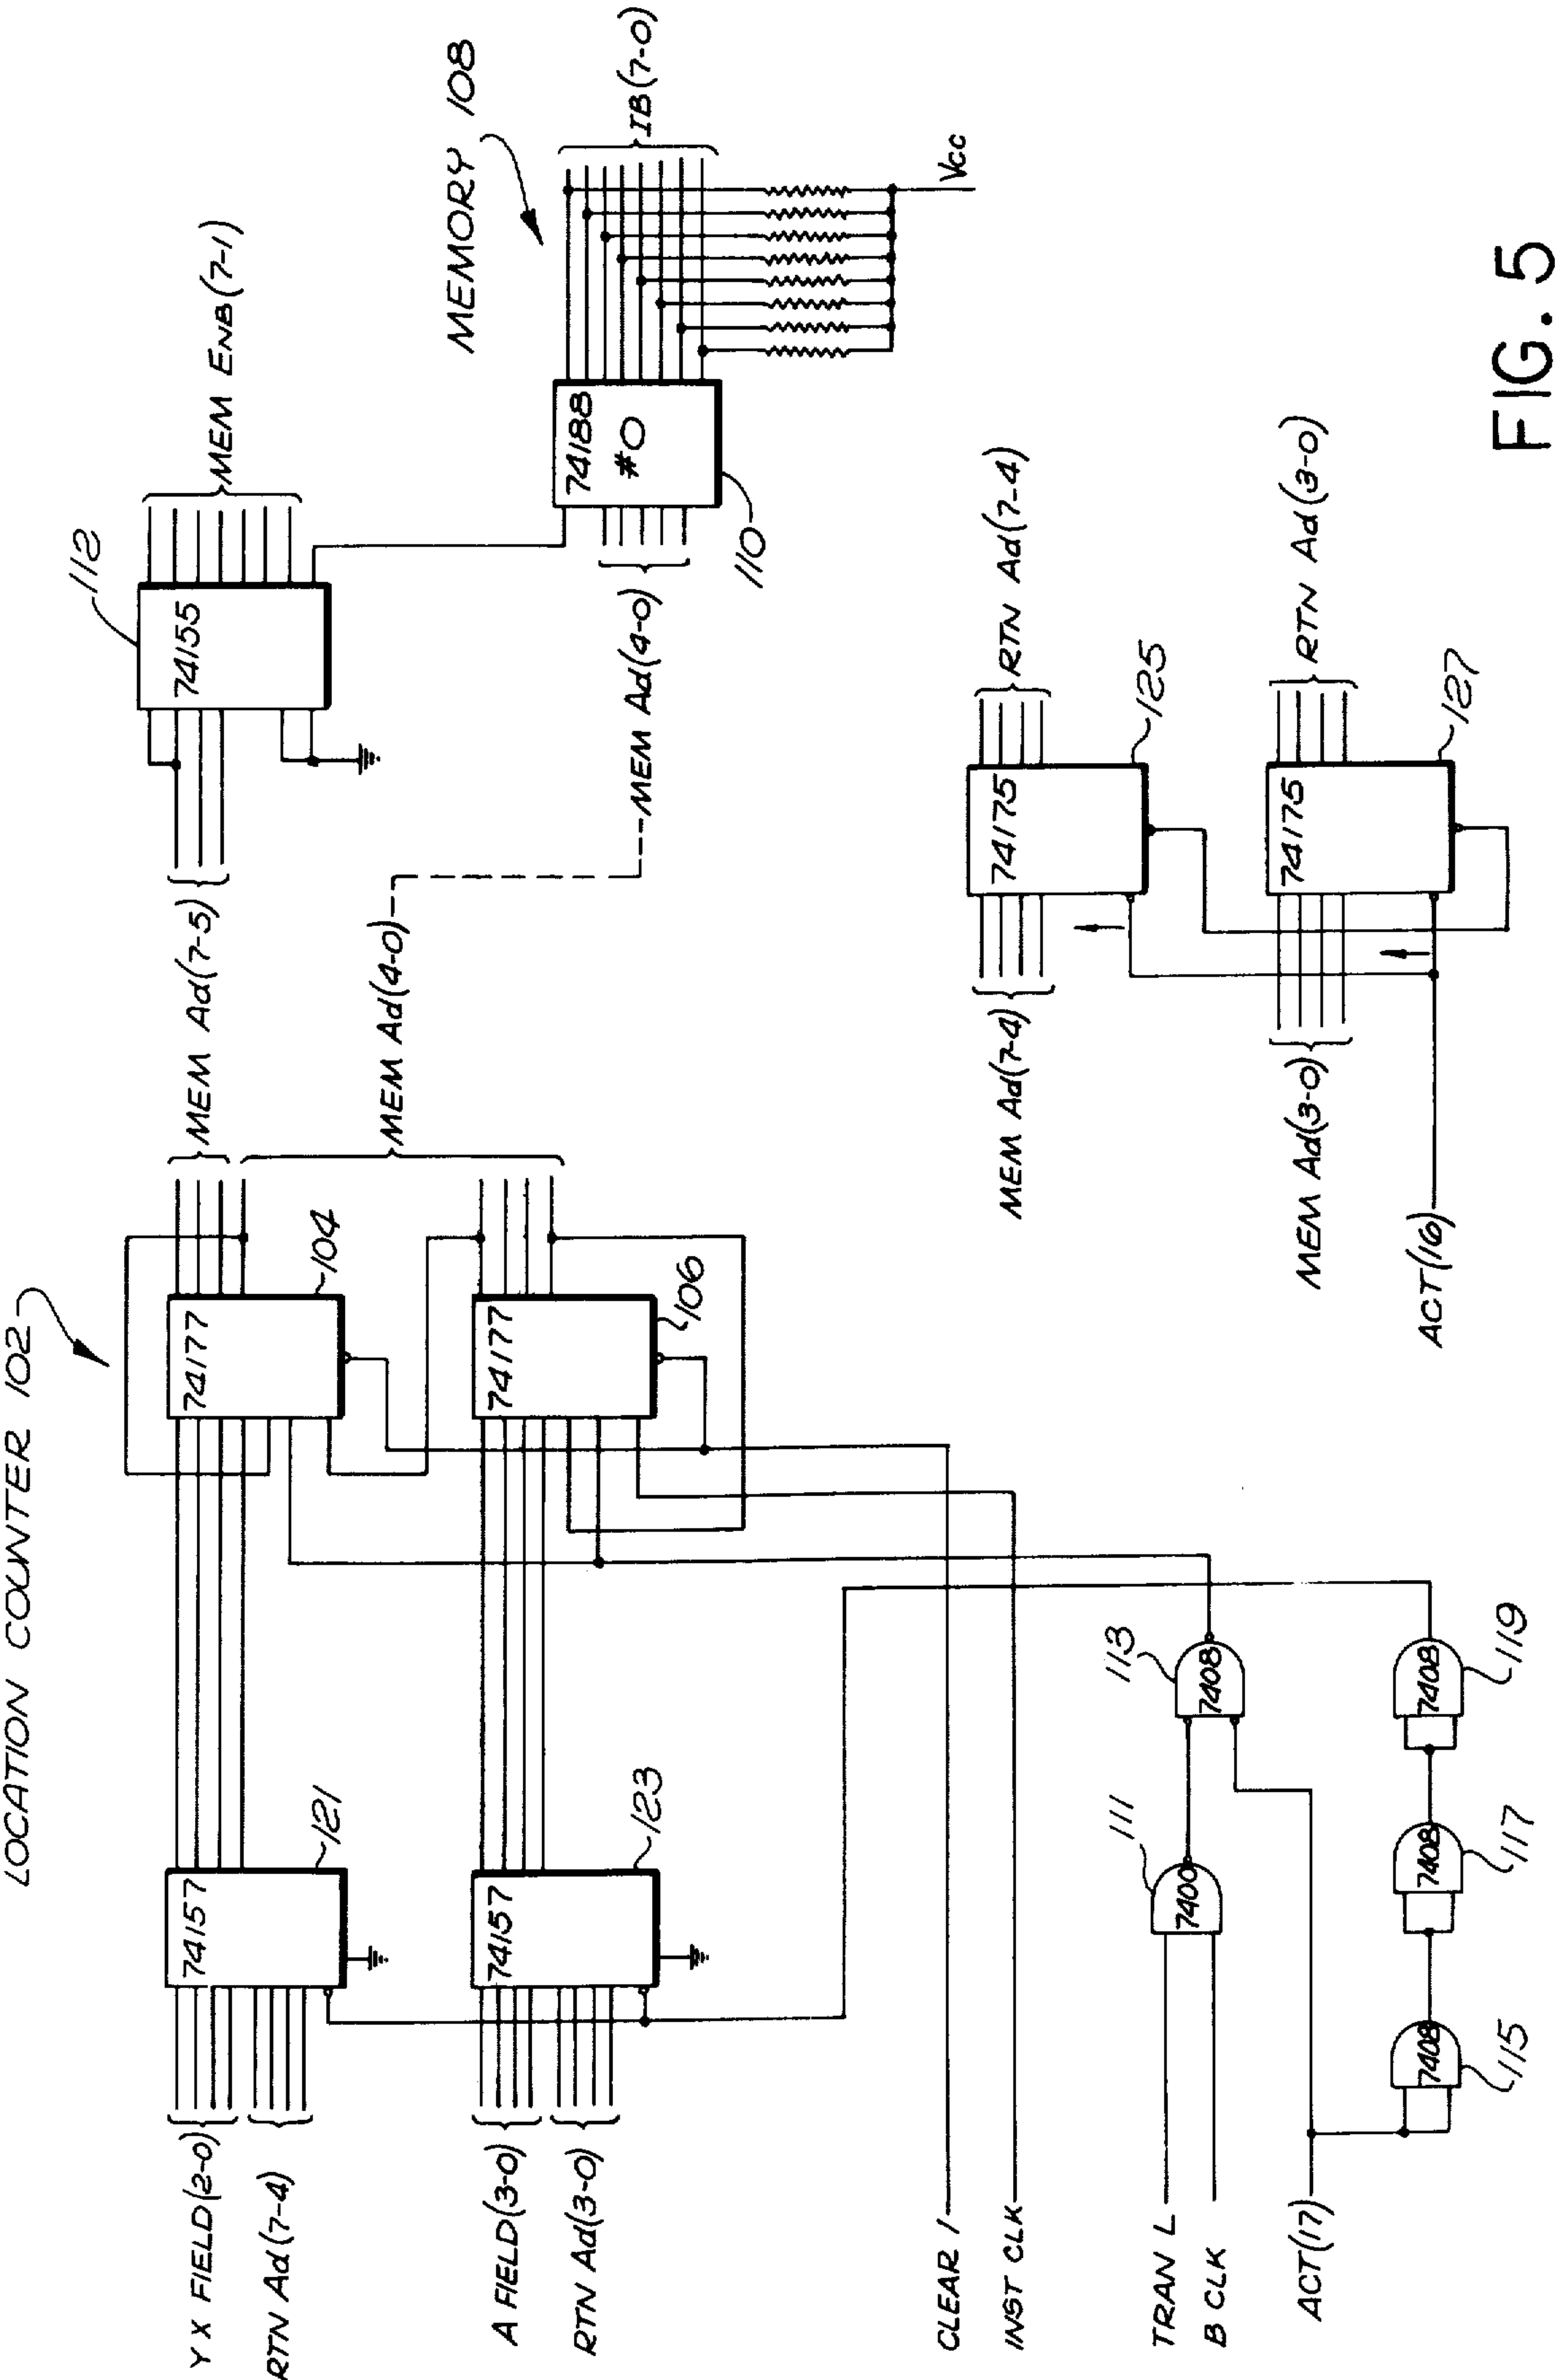 LOCATION COUNTER 102
Y X FIELD(2-0)
RTN Ad(7-4)
74157
121
74177
104
MEM Ad(7-5)
112
74155
MEM ENB(7-1)
A FIELD(3-0)
RTN Ad(3-0)
74157
123
74177
106
MEM Ad(4-0)
MEM Ad(4-0)
74188
#0
110
MEMORY 108
IB(7-0)
Vcc
CLEAR /
INST CLK
TRAN L
B CLK
ACT(17)
111
7400
113
7408
7408
115
7408
117
7408
119
MEM Ad(7-4)
74175
RTN Ad(7-4)
125
MEM Ad(3-0)
74175
RTN Ad(3-0)
127
ACT(16)
FIG. 5